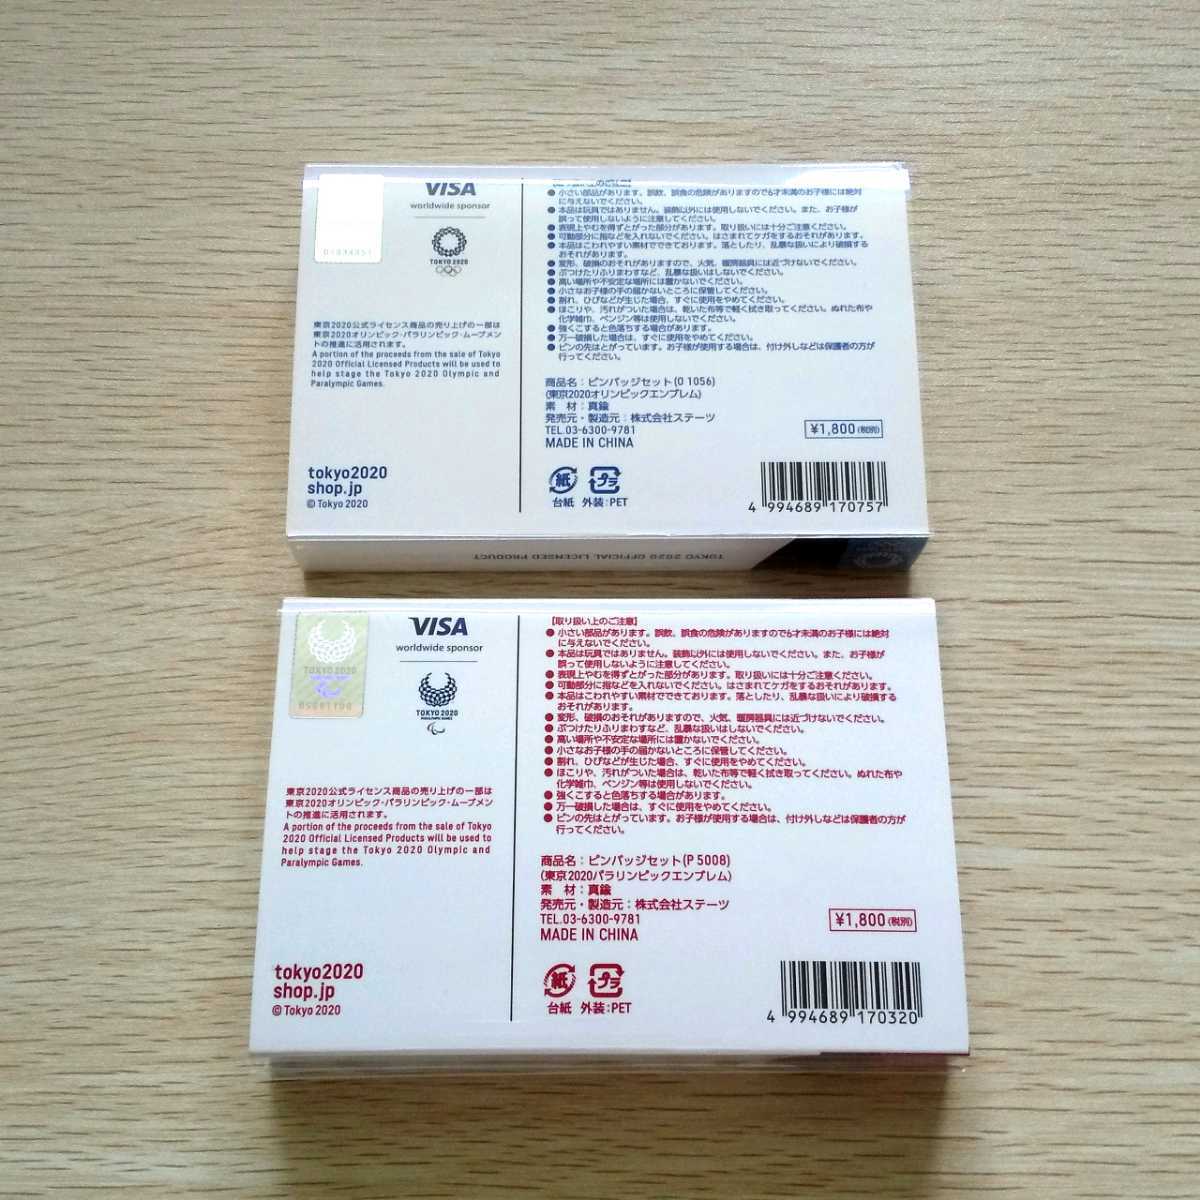 VISA
worldwide sponsor
TOKYO 2020
東京2020公式ライセンス商品の売り上げの一部は
東京2020オリンピック・パラリンピック・ムーブメント
の推進に活用されます。
A portion of the proceeds from the sale of Tokyo
2020 Official Licensed Products will be used to
help stage the Tokyo 2020 Olympic and
Paralympic Games.
tokyo2020
shop.jp
© Tokyo 2020
● 小さい部品があります。誤飲、誤食の危険がありますので6才未満のお子様には絶対
に与えないでください。
● 本品は玩具ではありません。装飾以外には使用しないでください。また、お子様が
誤って使用しないように注意してください。
● 表現上やむを得ずとがった部分があります。取り扱いには十分ご注意ください。
● 可動部分に指などを入れないでください。はさまれてケガをするおそれがあります。
● 本品はこわれやすい素材でできております。落としたり、乱暴な扱いにより破損する
おそれがあります。
● 変形、破損のおそれがありますので、火気、暖房器具には近づけないでください。
● ぶつけたりふりまわすなど、乱暴な扱いはしないでください。
● 高い場所や不安定な場所には置かないでください。
● 小さなお子様の手の届かないところに保管してください。
● 割れ、ひびなどが生じた場合、すぐに使用をやめてください。
● ほこりや、汚れがついた場合は、乾いた布等で軽く拭き取ってください。ぬれた布や
化学雑巾、ベンジン等は使用しないでください。
● 強くこすると色落ちする場合があります。
● 万一破損した場合は、すぐに使用をやめてください。
● ピンの先はとがっています。お子様が使用する場合は、付け外しなどは保護者の方が
行ってください。
商品名：ピンバッジセット(O 1056)
(東京2020オリンピックエンブレム)
素 材：真鍮
発売元・製造元：株式会社ステーツ
TEL.03-6300-9781
MADE IN CHINA
¥1,800(税別)
紙 プラ
台紙 外装：PET
4 994689 170757
TOKYO 2020 OFFICIAL LICENSED PRODUCT
TOKYO 2020
VISA
worldwide sponsor
TOKYO 2020
PARALYMPIC GAMES
東京2020公式ライセンス商品の売り上げの一部は
東京2020オリンピック・パラリンピック・ムーブメント
の推進に活用されます。
A portion of the proceeds from the sale of Tokyo
2020 Official Licensed Products will be used to
help stage the Tokyo 2020 Olympic and
Paralympic Games.
tokyo2020
shop.jp
© Tokyo 2020
【取り扱い上のご注意】
● 小さい部品があります。誤飲、誤食の危険がありますので6才未満のお子様には絶対
に与えないでください。
● 本品は玩具ではありません。装飾以外には使用しないでください。また、お子様が
誤って使用しないように注意してください。
● 表現上やむを得ずとがった部分があります。取り扱いには十分ご注意ください。
● 可動部分に指などを入れないでください。はさまれてケガをするおそれがあります。
● 本品はこわれやすい素材でできております。落としたり、乱暴な扱いにより破損する
おそれがあります。
● 変形、破損のおそれがありますので、火気、暖房器具には近づけないでください。
● ぶつけたりふりまわすなど、乱暴な扱いはしないでください。
● 高い場所や不安定な場所には置かないでください。
● 小さなお子様の手の届かないところに保管してください。
● 割れ、ひびなどが生じた場合、すぐに使用をやめてください。
● ほこりや、汚れがついた場合は、乾いた布等で軽く拭き取ってください。ぬれた布や
化学雑巾、ベンジン等は使用しないでください。
● 強くこすると色落ちする場合があります。
● 万一破損した場合は、すぐに使用をやめてください。
● ピンの先はとがっています。お子様が使用する場合は、付け外しなどは保護者の方が
行ってください。
商品名：ピンバッジセット(P 5008)
(東京2020パラリンピックエンブレム)
素 材：真鍮
発売元・製造元：株式会社ステーツ
TEL.03-6300-9781
MADE IN CHINA
¥1,800(税別)
紙 プラ
台紙 外装：PET
4 994689 170320